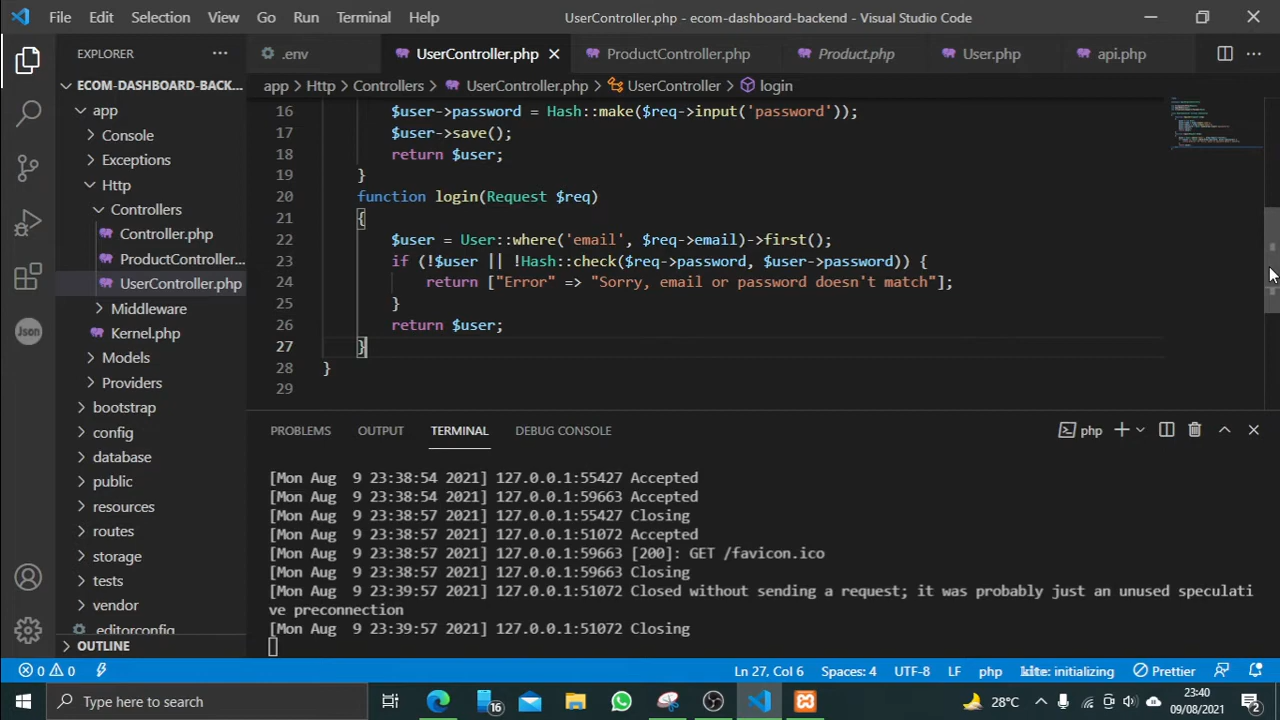 File Edit Selection View Go Run Terminal Help UserController.php - ecom-dashboard-backend - Visual Studio Code
EXPLORER
.env UserController.php ProductController.php Product.php User.php api.php
app Http Controllers UserController.php UserController login
ECOM-DASHBOARD-BACK...
app
Console
Exceptions
Http
Controllers
Controller.php
ProductController...
UserController.php
Middleware
Kernel.php
Models
Providers
bootstrap
config
database
public
resources
routes
storage
tests
vendor
.editorconfig
OUTLINE
Json
16 $user->password = Hash::make($req->input('password'));
17 $user->save();
18 return $user;
19 }
20 function login(Request $req)
21 {
22 $user = User::where('email', $req->email)->first();
23 if (!$user || !Hash::check($req->password, $user->password)) {
24 return ["Error" => "Sorry, email or password doesn't match"];
25 }
26 return $user;
27 }
28 }
29
PROBLEMS OUTPUT TERMINAL DEBUG CONSOLE php
[Mon Aug  9 23:38:54 2021] 127.0.0.1:55427 Accepted
[Mon Aug  9 23:38:54 2021] 127.0.0.1:59663 Accepted
[Mon Aug  9 23:38:57 2021] 127.0.0.1:55427 Closing
[Mon Aug  9 23:38:57 2021] 127.0.0.1:51072 Accepted
[Mon Aug  9 23:38:57 2021] 127.0.0.1:59663 [200]: GET /favicon.ico
[Mon Aug  9 23:38:57 2021] 127.0.0.1:59663 Closing
[Mon Aug  9 23:39:57 2021] 127.0.0.1:51072 Closed without sending a request; it was probably just an unused speculati
ve preconnection
[Mon Aug  9 23:39:57 2021] 127.0.0.1:51072 Closing
0 0 Ln 27, Col 6 Spaces: 4 UTF-8 LF php kite: initializing Prettier
Type here to search 16 28°C 23:40
09/08/2021 2